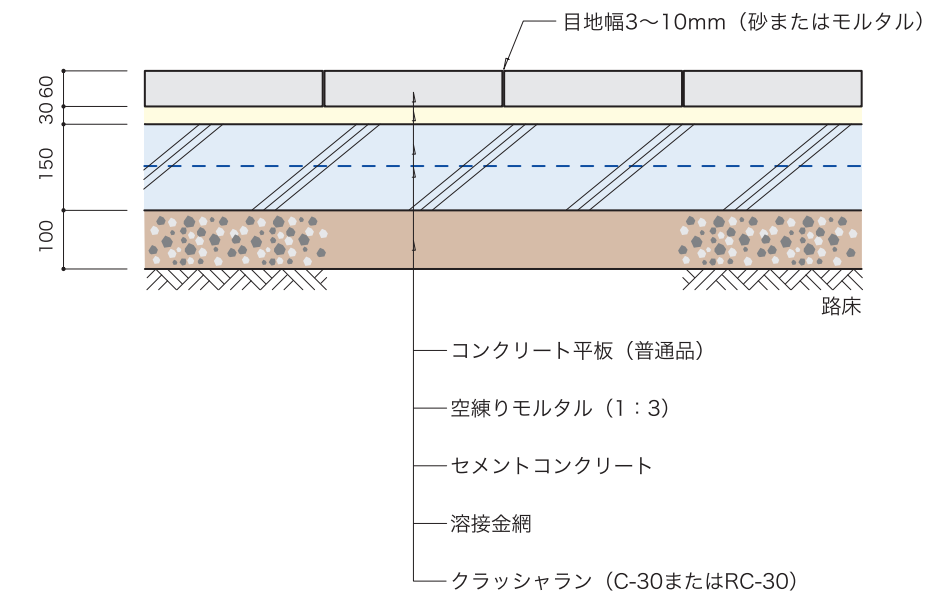 目地幅3〜10mm（砂またはモルタル）
60
30
150
100
路床
コンクリート平板（普通品）
空練りモルタル（1：3）
セメントコンクリート
溶接金網
クラッシャラン（C-30またはRC-30）